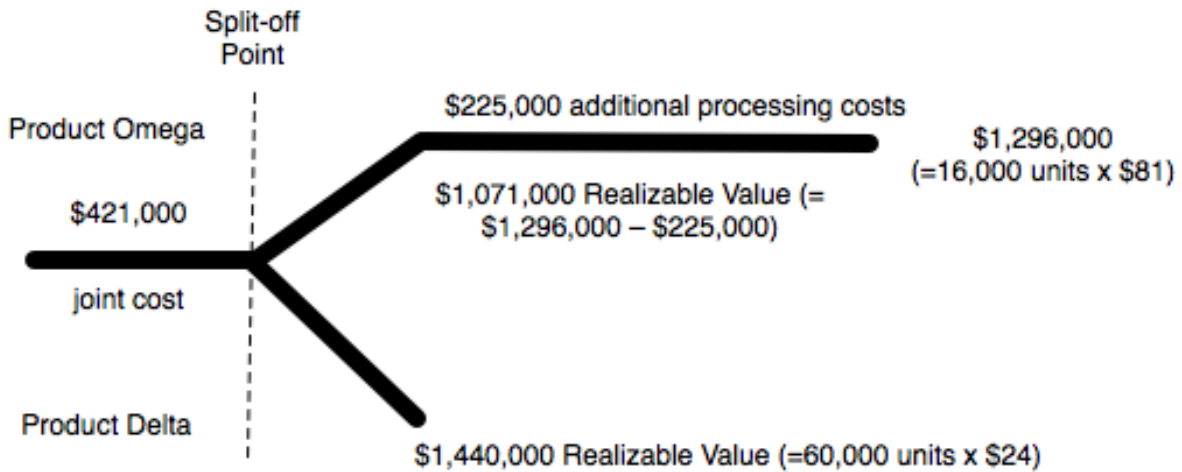 Split-off
Point
$225,000 additional processing costs
Product Omega
$1,296,000
(=16,000 units x $81)
$421,000
$1,071,000 Realizable Value (=
$1,296,000 – $225,000)
joint cost
Product Delta
$1,440,000 Realizable Value (=60,000 units x $24)